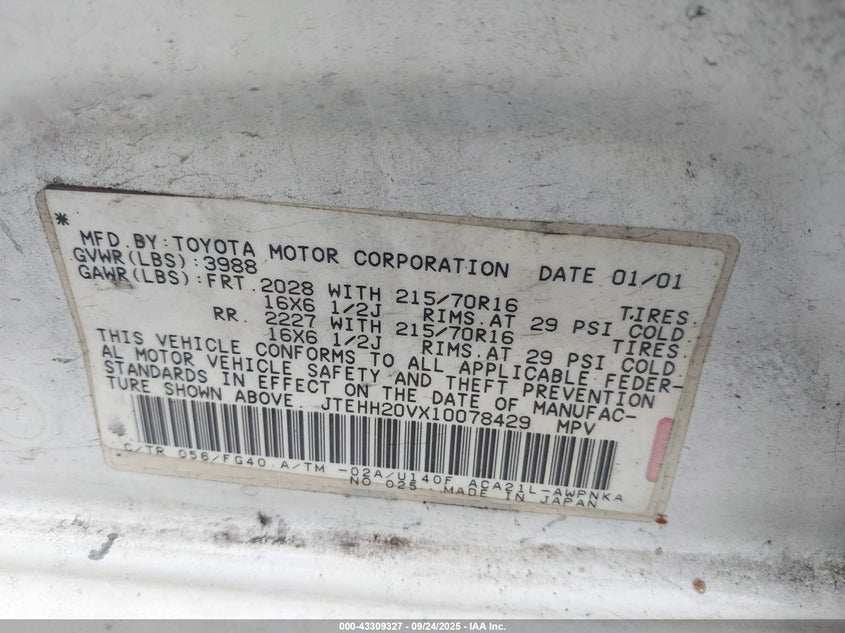 *
MFD.BY:TOYOTA MOTOR CORPORATION DATE 01/01
GVWR(LBS):3988
GAWR(LBS):FRT.2028 WITH 215/70R16 TIRES
16X6 1/2J RIMS.AT 29 PSI COLD
RR. 2227 WITH 215/70R16 TIRES
16X6 1/2J RIMS.AT 29 PSI COLD
THIS VEHICLE CONFORMS TO ALL APPLICABLE FEDER-
AL MOTOR VEHICLE SAFETY AND THEFT PREVENTION
STANDARDS IN EFFECT ON THE DATE OF MANUFAC-
TURE SHOWN ABOVE. JTEHH20VX10078429 MPV
C/TR 056/FG40 A/TM -02A/U140F ACA21L-AWPNKA
NO 025 MADE IN JAPAN
000-43309327 - 09/24/2025 - IAA Inc.